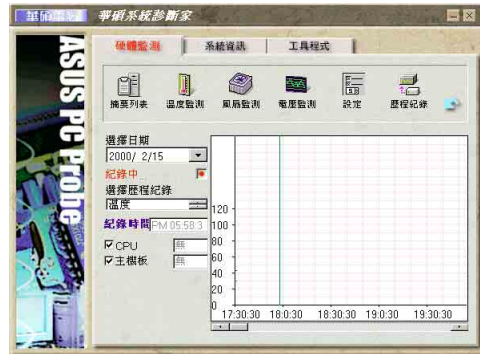 華碩電腦
華碩系統診斷家
硬體監測
系統資訊
工具程式
ASUS PC Probe
摘要列表
溫度監測
風扇監測
電壓監測
設定
歷程紀錄
選擇日期
2000/ 2/15
紀錄中...
選擇歷程紀錄
溫度
紀錄時間 PM 05:58:3
CPU 無
主機板 無
120
100
80
60
40
20
0
17:30:30 18:0:30 18:30:30 19:0:30 19:30:30